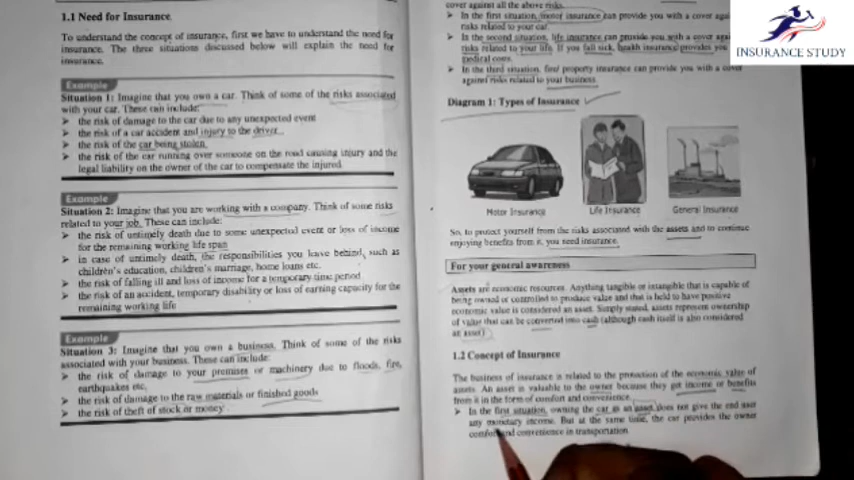 1.1 Need for Insurance
To understand the concept of insurance, first we have to understand the need for
insurance. The three situations discussed below will explain the need for
insurance.
Example
Situation 1: Imagine that you own a car. Think of some of the risks associated
with your car. These can include:
➢ the risk of damage to the car due to any unexpected event
➢ the risk of a car accident and injury to the driver
➢ the risk of the car being stolen
➢ the risk of the car running over someone on the road causing injury and the
legal liability on the owner of the car to compensate the injured
Example
Situation 2: Imagine that you are working with a company. Think of some risks
related to your job. These can include:
➢ the risk of untimely death due to some unexpected event or loss of income
for the remaining working life span
➢ in case of untimely death, the responsibilities you leave behind, such as
children's education, children's marriage, home loans etc.
➢ the risk of falling ill and loss of income for a temporary time period
➢ the risk of an accident, temporary disability or loss of earning capacity for the
remaining working life
Example
Situation 3: Imagine that you own a business. Think of some of the risks
associated with your business. These can include:
➢ the risk of damage to your premises or machinery due to floods, fire,
earthquakes etc.
➢ the risk of damage to the raw materials or finished goods
➢ the risk of theft of stock or money
cover against all the above risks.
➢ In the first situation, motor insurance can provide you with a cover against
risks related to your car.
➢ In the second situation, life insurance can provide you with a cover against
risks related to your life. If you fall sick, health insurance provides you
medical costs.
➢ In the third situation, property insurance can provide you with a cover
against risks related to your business.
Diagram 1: Types of Insurance
Motor Insurance
Life Insurance
General Insurance
So, to protect yourself from the risks associated with the assets and to continue
enjoying benefits from it, you need insurance.
For your general awareness
Assets are economic resources. Anything tangible or intangible that is capable of
being owned or controlled to produce value and that is held to have positive
economic value is considered an asset. Simply stated, assets represent ownership
of value that can be converted into cash (although cash itself is also considered
an asset)
1.2 Concept of Insurance
The business of insurance is related to the protection of the economic value of
assets. An asset is valuable to the owner because they get income or benefits
from it in the form of comfort and convenience.
➢ In the first situation, owning the car as an asset does not give the end user
any monetary income. But at the same time, the car provides the owner
comfort and convenience in transportation.
INSURANCE STUDY